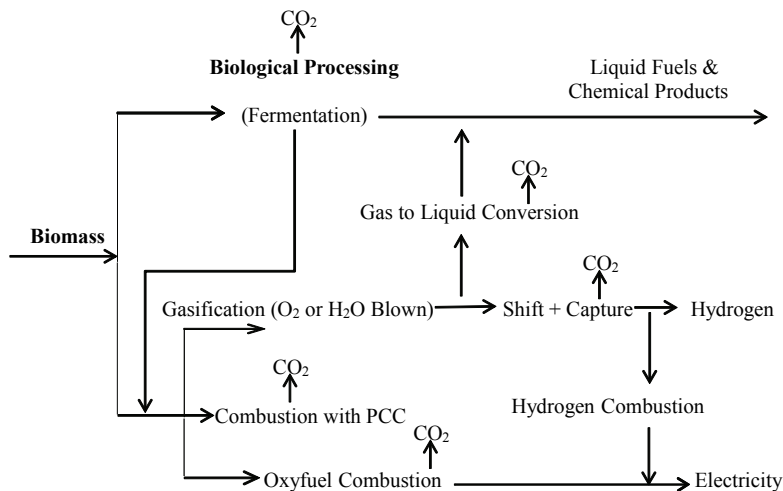 CO₂
Biological Processing
(Fermentation)
Liquid Fuels &
Chemical Products
CO₂
Gas to Liquid Conversion
Biomass
CO₂
Gasification (O₂ or H₂O Blown)
Shift + Capture
Hydrogen
CO₂
Combustion with PCC
Hydrogen Combustion
CO₂
Oxyfuel Combustion
Electricity